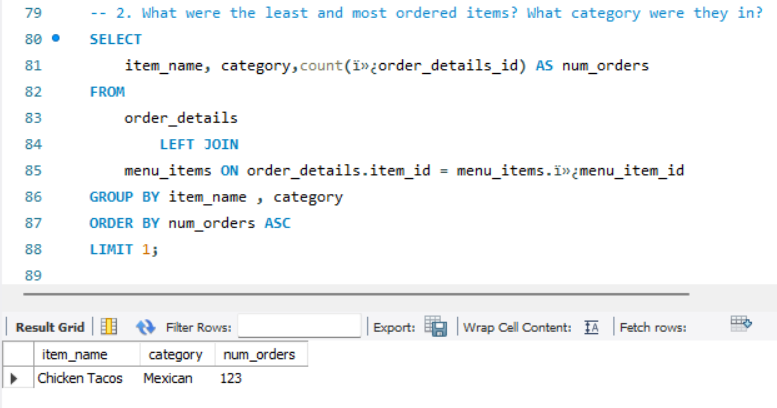 79 -- 2. What were the least and most ordered items? What category were they in?
80 SELECT
81 item_name, category,count(ï»¿order_details_id) AS num_orders
82 FROM
83 order_details
84 LEFT JOIN
85 menu_items ON order_details.item_id = menu_items.ï»¿menu_item_id
86 GROUP BY item_name , category
87 ORDER BY num_orders ASC
88 LIMIT 1;
89
Result Grid Filter Rows: Export: Wrap Cell Content: Fetch rows:
item_name category num_orders
Chicken Tacos Mexican 123